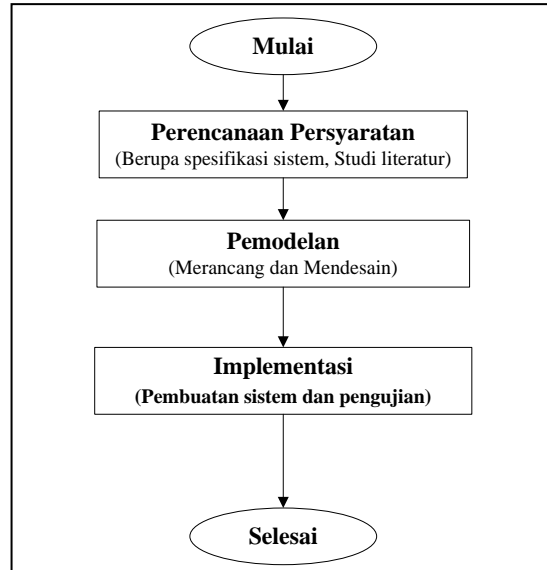 Mulai
Perencanaan Persyaratan
(Berupa spesifikasi sistem, Studi literatur)
Pemodelan
(Merancang dan Mendesain)
Implementasi
(Pembuatan sistem dan pengujian)
Selesai